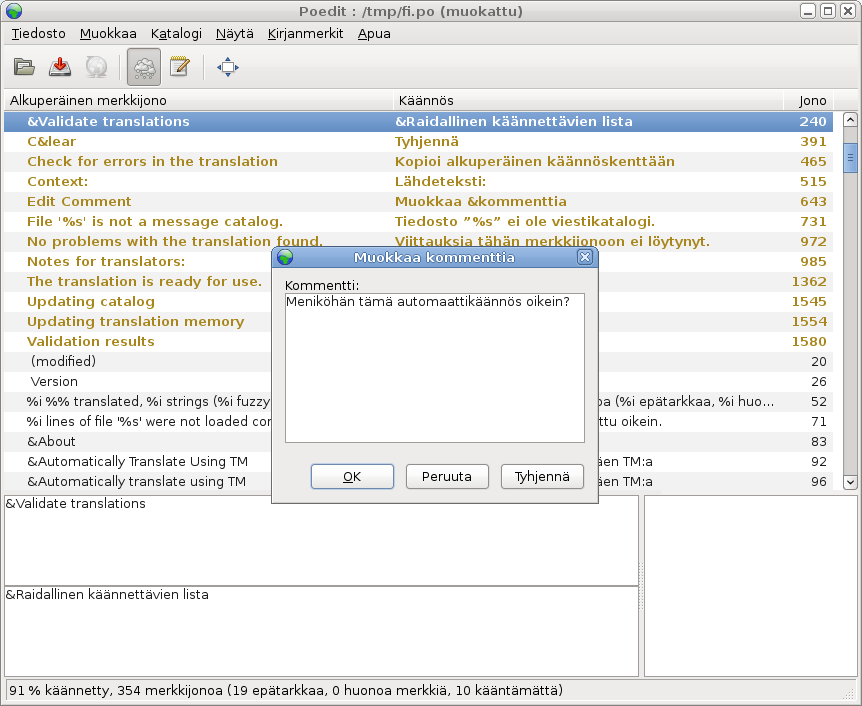 Poedit : /tmp/fi.po (muokattu)
Tiedosto Muokkaa Katalogi Näytä Kirjanmerkit Apua
Alkuperäinen merkkijono Käännös Jono
&Validate translations &Raidallinen käännettävien lista 240
C&lear Tyhjennä 391
Check for errors in the translation Kopioi alkuperäinen käännöskenttään 465
Context: Lähdeteksti: 515
Edit Comment Muokkaa &kommenttia 643
File '%s' is not a message catalog. Tiedosto ”%s” ei ole viestikatalogi. 731
No problems with the translation found. Viittauksia tähän merkkijonoon ei löytynyt. 972
Notes for translators: 985
The translation is ready for use. 1362
Updating catalog 1545
Updating translation memory 1554
Validation results 1580
(modified) 20
Version 26
%i %% translated, %i strings (%i fuzzy (%i epätarkkaa, %i huo... 52
%i lines of file '%s' were not loaded oikein. 71
&About 83
&Automatically Translate Using TM TM:a 92
&Automatically translate using TM TM:a 96
Muokkaa kommenttia
Kommentti:
Meniköhän tämä automaattikäännös oikein?
OK Peruuta Tyhjennä
&Validate translations
&Raidallinen käännettävien lista
91 % käännetty, 354 merkkijonoa (19 epätarkkaa, 0 huonoa merkkiä, 10 kääntämättä)